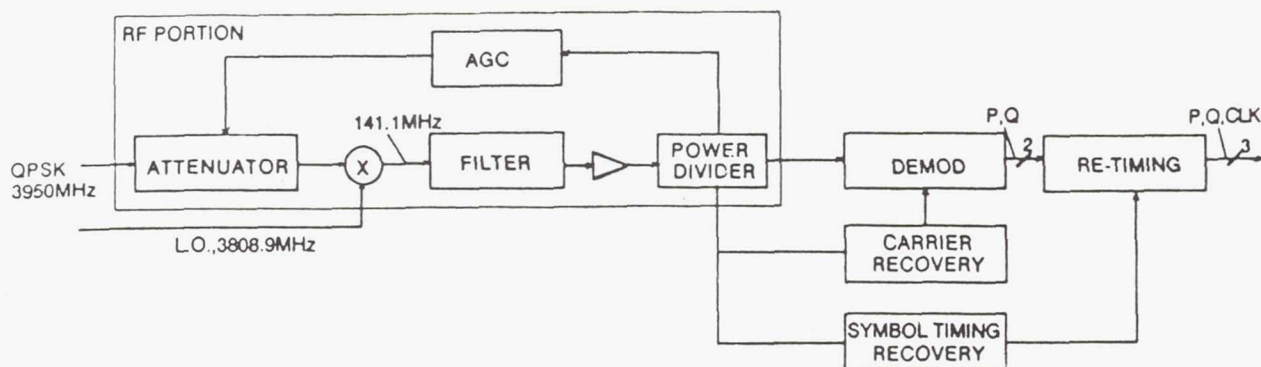 RF PORTION
AGC
141.1MHz
P,Q
P,Q,CLK
2
3
QPSK
3950MHz
ATTENUATOR
X
FILTER
POWER
DIVIDER
DEMOD
RE-TIMING
L.O.,3808.9MHz
CARRIER
RECOVERY
SYMBOL TIMING
RECOVERY